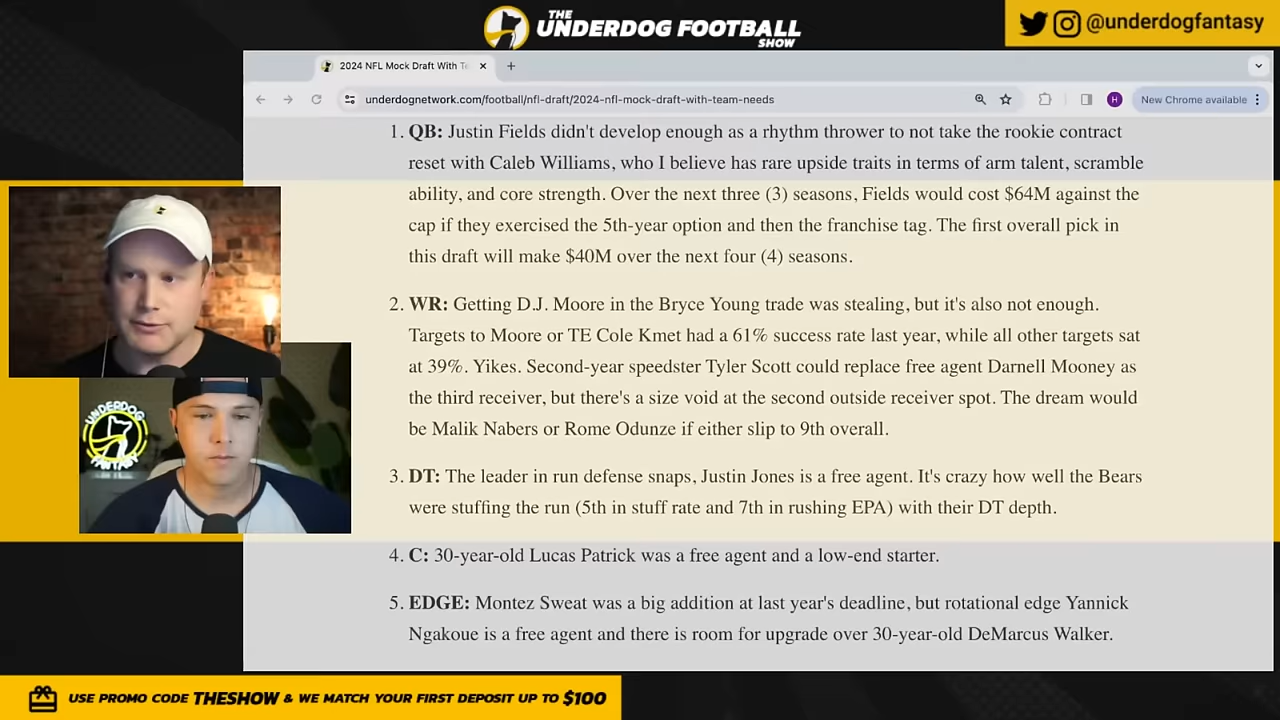 THE
UNDERDOG FOOTBALL
SHOW
@underdogfantasy
2024 NFL Mock Draft With Te
underdognetwork.com/football/nfl-draft/2024-nfl-mock-draft-with-team-needs
H
New Chrome available
1. QB: Justin Fields didn't develop enough as a rhythm thrower to not take the rookie contract
reset with Caleb Williams, who I believe has rare upside traits in terms of arm talent, scramble
ability, and core strength. Over the next three (3) seasons, Fields would cost $64M against the
cap if they exercised the 5th-year option and then the franchise tag. The first overall pick in
this draft will make $40M over the next four (4) seasons.
2. WR: Getting D.J. Moore in the Bryce Young trade was stealing, but it's also not enough.
Targets to Moore or TE Cole Kmet had a 61% success rate last year, while all other targets sat
at 39%. Yikes. Second-year speedster Tyler Scott could replace free agent Darnell Mooney as
the third receiver, but there's a size void at the second outside receiver spot. The dream would
be Malik Nabers or Rome Odunze if either slip to 9th overall.
3. DT: The leader in run defense snaps, Justin Jones is a free agent. It's crazy how well the Bears
were stuffing the run (5th in stuff rate and 7th in rushing EPA) with their DT depth.
4. C: 30-year-old Lucas Patrick was a free agent and a low-end starter.
5. EDGE: Montez Sweat was a big addition at last year's deadline, but rotational edge Yannick
Ngakoue is a free agent and there is room for upgrade over 30-year-old DeMarcus Walker.
UNDERDOG
FANTASY
USE PROMO CODE THESHOW & WE MATCH YOUR FIRST DEPOSIT UP TO $100